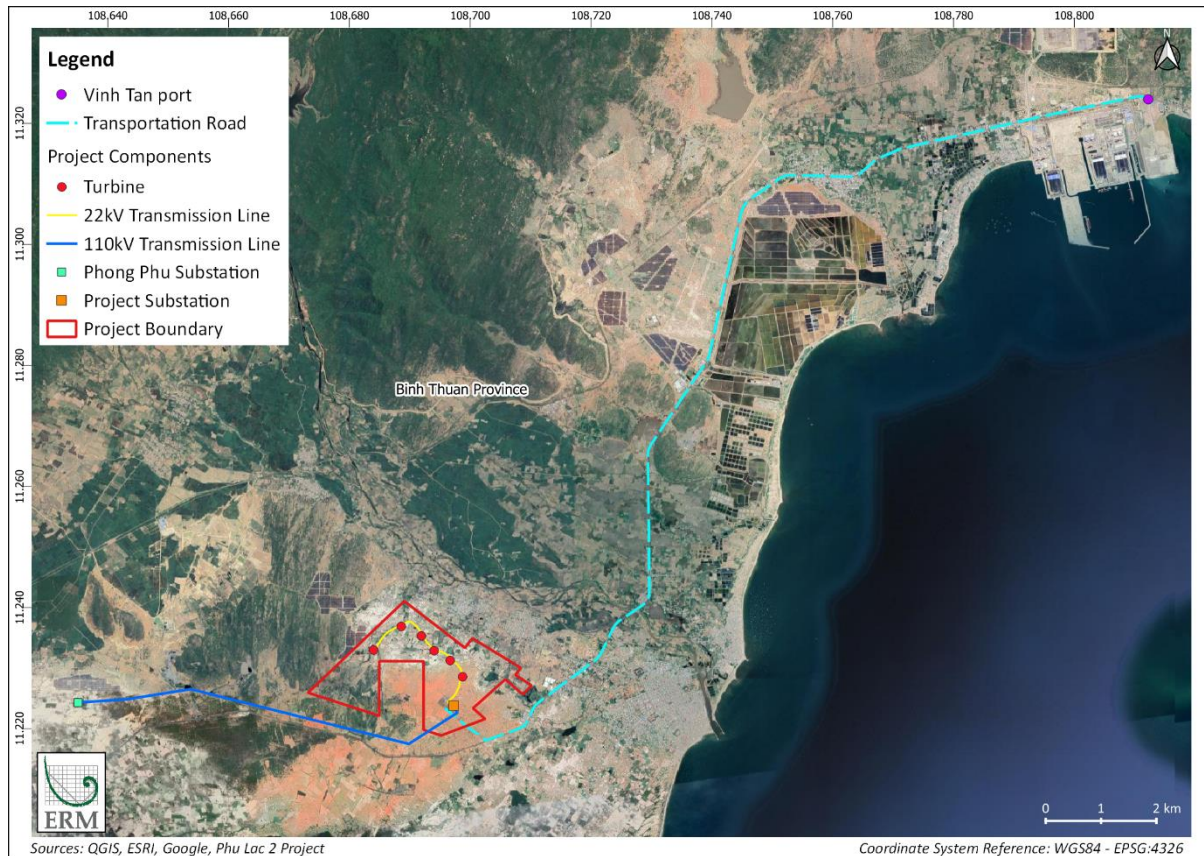 108,640 108,660 108,680 108,700 108,720 108,740 108,760 108,780 108,800
Legend
Vinh Tan port
Transportation Road
Project Components
Turbine
22kV Transmission Line
110kV Transmission Line
Phong Phu Substation
Project Substation
Project Boundary
N
11.320
11.300
11.280
11.260
11.240
11.220
Binh Thuan Province
ERM
0 1 2 km
Sources: QGIS, ESRI, Google, Phu Lac 2 Project
Coordinate System Reference: WGS84 - EPSG:4326